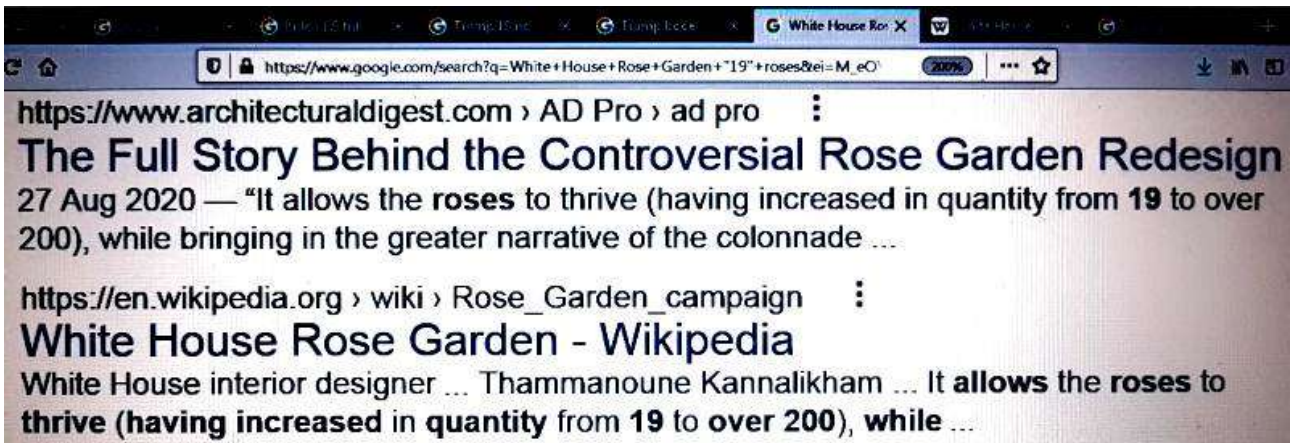 White House Ros
https://www.google.com/search?q=White+House+Rose+Garden+"19"+roses&ei=M_eO
200%
https://www.architecturaldigest.com › AD Pro › ad pro
The Full Story Behind the Controversial Rose Garden Redesign
27 Aug 2020 — “It allows the roses to thrive (having increased in quantity from 19 to over
200), while bringing in the greater narrative of the colonnade ...
https://en.wikipedia.org › wiki › Rose_Garden_campaign
White House Rose Garden - Wikipedia
White House interior designer ... Thammanoune Kannalikham ... It allows the roses to
thrive (having increased in quantity from 19 to over 200), while ...